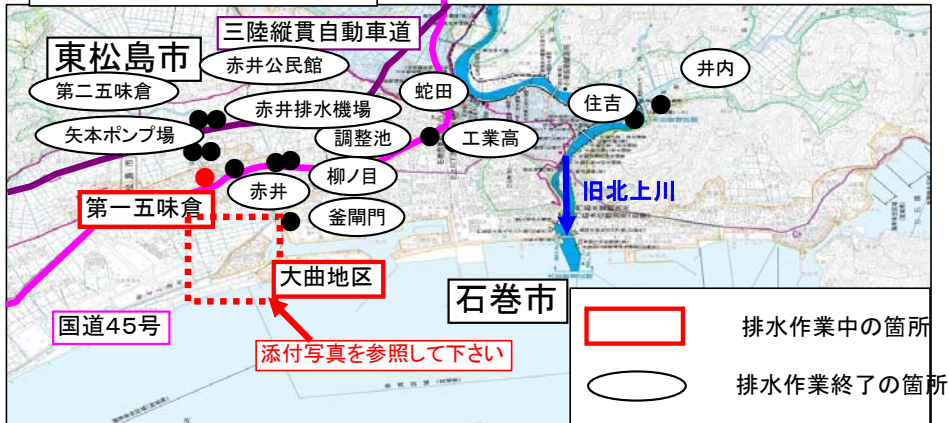 三陸縦貫自動車道
東松島市
赤井公民館
井内
第二五味倉
蛇田
住吉
赤井排水機場
矢本ポンプ場
調整池
工業高
柳ノ目
赤井
旧北上川
第一五味倉
釜閘門
大曲地区
石巻市
国道45号
排水作業中の箇所
添付写真を参照して下さい
排水作業終了の箇所